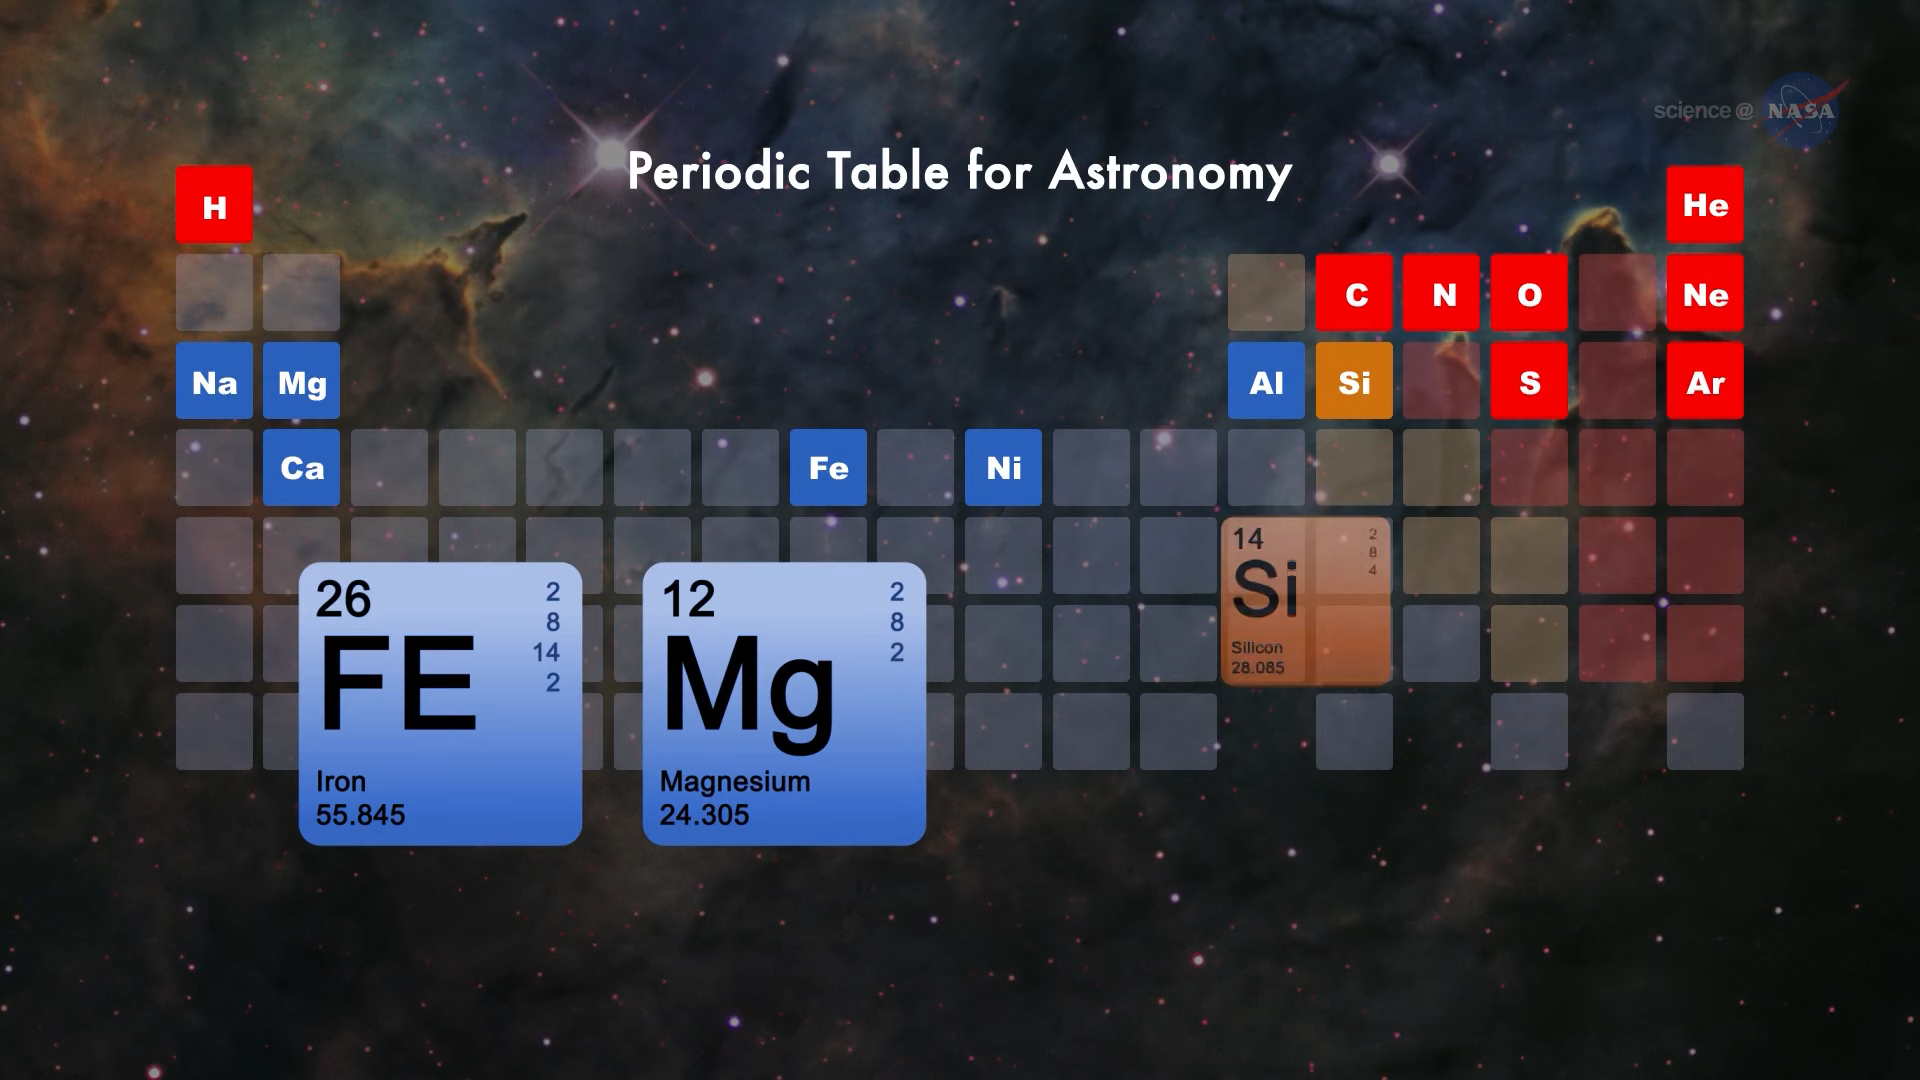 science @ NASA
Periodic Table for Astronomy
H
He
C
N
O
Ne
Na
Mg
Al
Si
S
Ar
Ca
Fe
Ni
14
2
8
4
Si
Silicon
28.085
26
2
8
14
2
FE
Iron
55.845
12
2
8
2
Mg
Magnesium
24.305